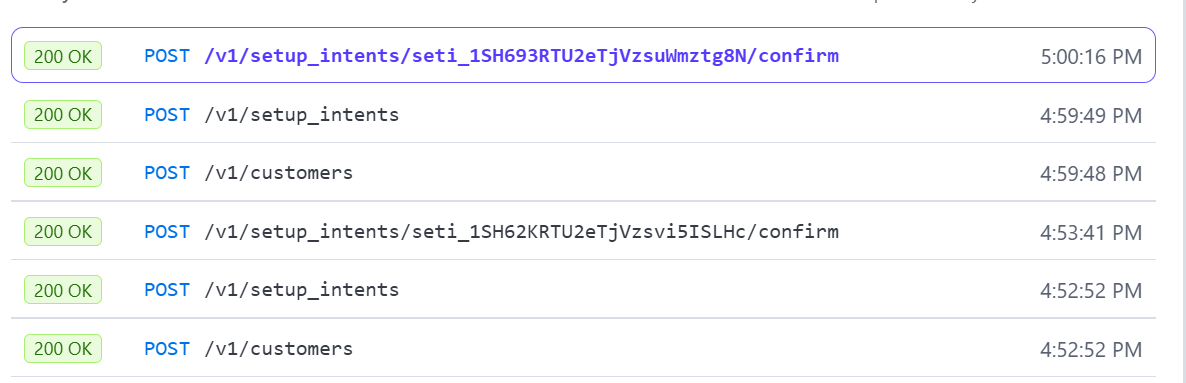 200 OK POST /v1/setup_intents/seti_1SH693RTU2eTjVzsuWmztg8N/confirm 5:00:16 PM
200 OK POST /v1/setup_intents 4:59:49 PM
200 OK POST /v1/customers 4:59:48 PM
200 OK POST /v1/setup_intents/seti_1SH62KRTU2eTjVzsvi5ISLHc/confirm 4:53:41 PM
200 OK POST /v1/setup_intents 4:52:52 PM
200 OK POST /v1/customers 4:52:52 PM